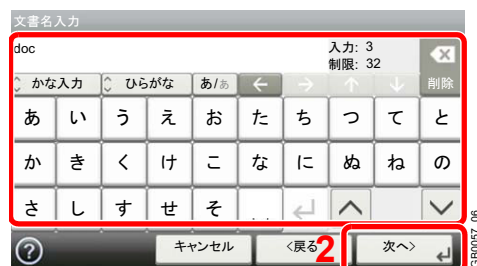 文書名入力
doc
入力: 3
制限: 32
かな入力 ひらがな あ/ぁ ← → ↑ ↓ 削除
あ い う え お た ち つ て と
か き く け こ な に ぬ ね の
さ し す せ そ
? キャンセル <戻る 2 次へ>
GB0057_06